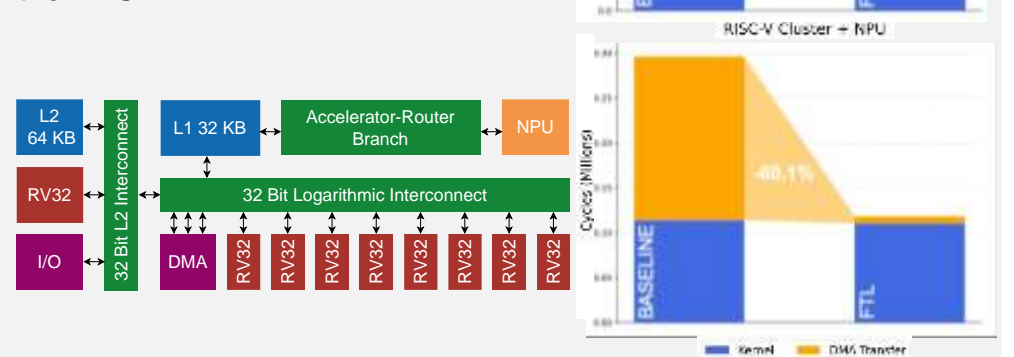 RISC-V Cluster + NPU
L2
64 KB
RV32
I/O
32 Bit L2 Interconnect
L1 32 KB
Accelerator-Router
Branch
NPU
32 Bit Logarithmic Interconnect
DMA
RV32
RV32
RV32
RV32
RV32
RV32
RV32
RV32
Cycles (Millions)
-60.1%
BASELINE
FTL
Kernel
DMA Transfer